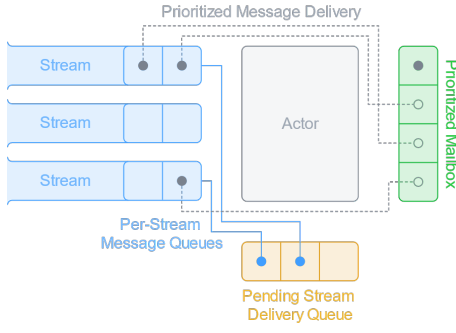 Prioritized Message Delivery
Stream
Stream
Stream
Actor
Prioritized Mailbox
Per-Stream
Message Queues
Pending Stream
Delivery Queue